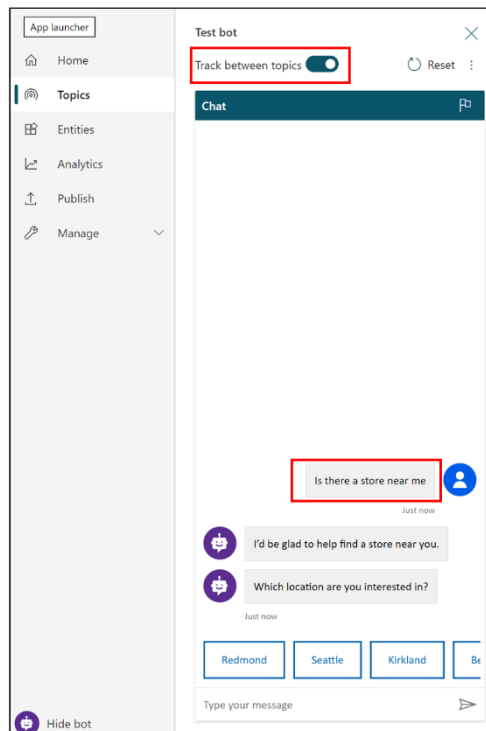 App launcher
Home
Topics
Entities
Analytics
Publish
Manage
Hide bot
Test bot
Track between topics
Reset
Chat
Is there a store near me
Just now
I'd be glad to help find a store near you.
Which location are you interested in?
Just now
Redmond Seattle Kirkland Be
Type your message